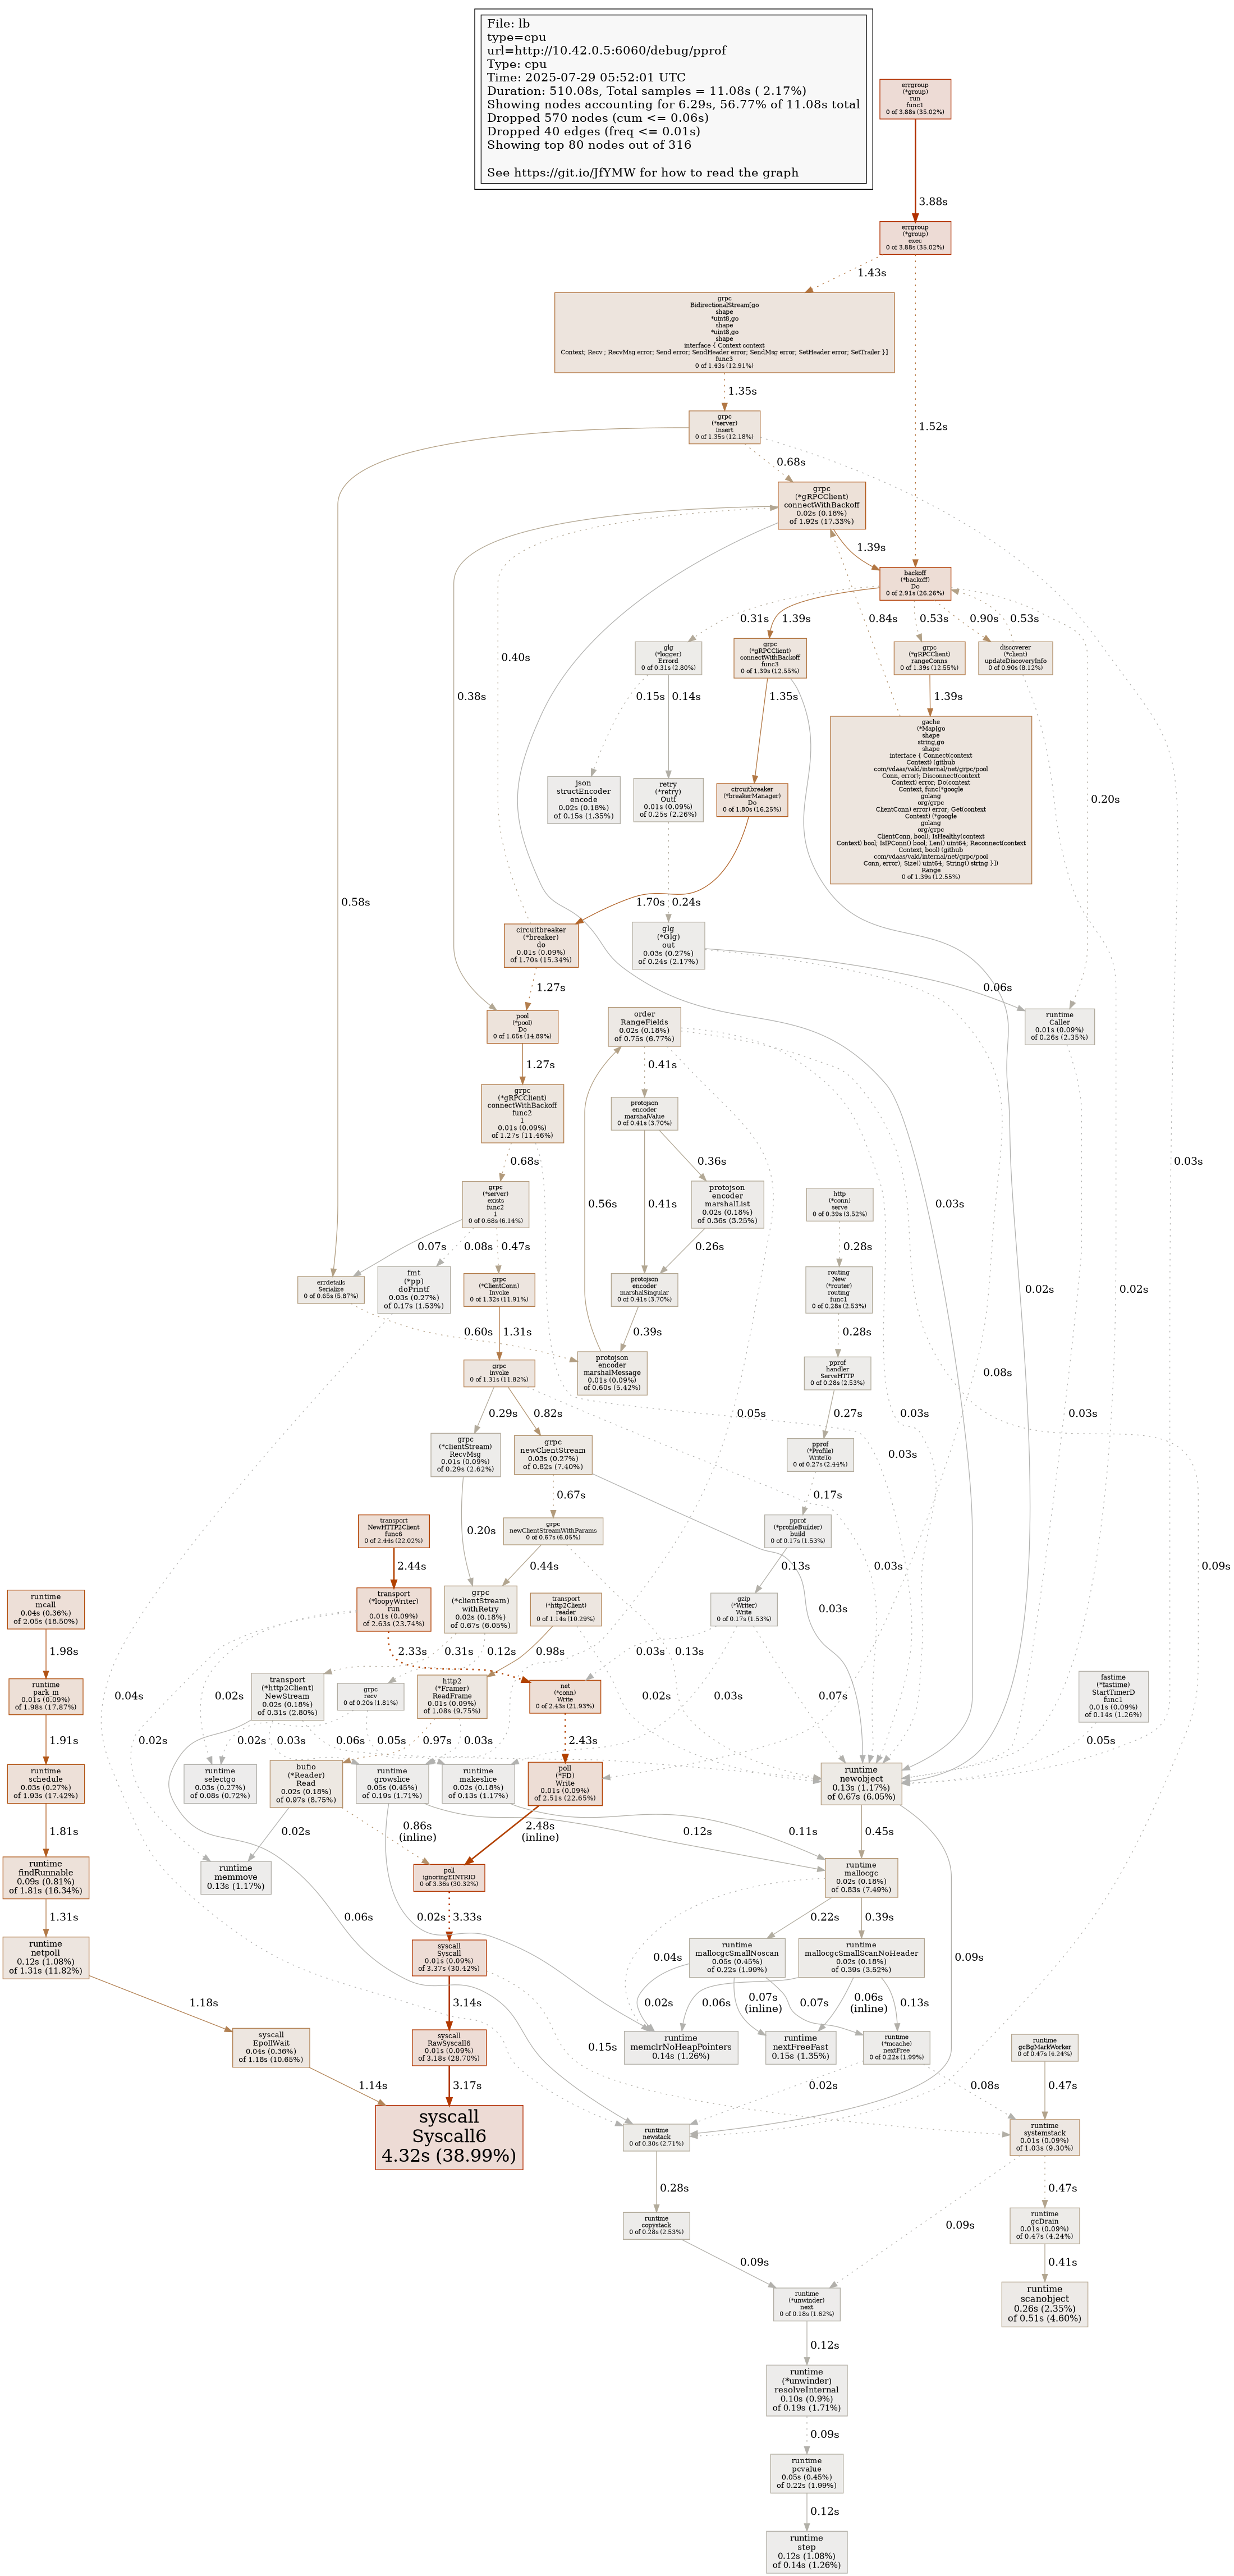 File: lb
type=cpu
url=http://10.42.0.5:6060/debug/pprof
Type: cpu
Time: 2025-07-29 05:52:01 UTC
Duration: 510.08s, Total samples = 11.08s ( 2.17%)
Showing nodes accounting for 6.29s, 56.77% of 11.08s total
Dropped 570 nodes (cum <= 0.06s)
Dropped 40 edges (freq <= 0.01s)
Showing top 80 nodes out of 316
See https://git.io/JfYMW for how to read the graph
errgroup
(*group)
run
func1
0 of 3.88s (35.02%)
3.88s
errgroup
(*group)
exec
0 of 3.88s (35.02%)
1.43s
grpc
BidirectionalStream[go
shape
*uint8,go
shape
*uint8,go
shape
interface { Context context
Context; Recv ; RecvMsg error; Send error; SendHeader error; SendMsg error; SetHeader error; SetTrailer }]
func3
0 of 1.43s (12.91%)
1.35s
1.52s
grpc
(*server)
Insert
0 of 1.35s (12.18%)
0.68s
grpc
(*gRPCClient)
connectWithBackoff
0.02s (0.18%)
of 1.92s (17.33%)
1.39s
backoff
(*backoff)
Do
0 of 2.91s (26.26%)
0.31s
1.39s
0.84s
0.53s
0.90s
0.53s
0.40s
0.38s
glg
(*logger)
Errord
0 of 0.31s (2.80%)
grpc
(*gRPCClient)
connectWithBackoff
func3
0 of 1.39s (12.55%)
grpc
(*gRPCClient)
rangeConns
0 of 1.39s (12.55%)
discoverer
(*client)
updateDiscoveryInfo
0 of 0.90s (8.12%)
0.15s
0.14s
1.35s
1.39s
gache
(*Map[go
shape
string,go
shape
interface { Connect(context
Context) (github
com/vdaas/vald/internal/net/grpc/pool
Conn, error); Disconnect(context
Context) error; Do(context
Context, func(*google
golang
org/grpc
ClientConn) error) error; Get(context
Context) (*google
golang
org/grpc
ClientConn, bool); IsHealthy(context
Context) bool; IsIPConn() bool; Len() uint64; Reconnect(context
Context, bool) (github
com/vdaas/vald/internal/net/grpc/pool
Conn, error); Size() uint64; String() string }])
Range
0 of 1.39s (12.55%)
json
structEncoder
encode
0.02s (0.18%)
of 0.15s (1.35%)
retry
(*retry)
Outf
0.01s (0.09%)
of 0.25s (2.26%)
circuitbreaker
(*breakerManager)
Do
0 of 1.80s (16.25%)
0.20s
0.58s
1.70s
0.24s
circuitbreaker
(*breaker)
do
0.01s (0.09%)
of 1.70s (15.34%)
glg
(*Glg)
out
0.03s (0.27%)
of 0.24s (2.17%)
1.27s
0.06s
pool
(*pool)
Do
0 of 1.65s (14.89%)
order
RangeFields
0.02s (0.18%)
of 0.75s (6.77%)
runtime
Caller
0.01s (0.09%)
of 0.26s (2.35%)
1.27s
0.41s
grpc
(*gRPCClient)
connectWithBackoff
func2
1
0.01s (0.09%)
of 1.27s (11.46%)
protojson
encoder
marshalValue
0 of 0.41s (3.70%)
0.68s
0.36s
0.03s
grpc
(*server)
exists
func2
1
0 of 0.68s (6.14%)
0.56s
0.41s
protojson
encoder
marshalList
0.02s (0.18%)
of 0.36s (3.25%)
http
(*conn)
serve
0 of 0.39s (3.52%)
0.03s
0.07s
0.08s
0.47s
0.26s
0.28s
errdetails
Serialize
0 of 0.65s (5.87%)
fmt
(*pp)
doPrintf
0.03s (0.27%)
of 0.17s (1.53%)
grpc
(*ClientConn)
Invoke
0 of 1.32s (11.91%)
protojson
encoder
marshalSingular
0 of 0.41s (3.70%)
routing
New
(*router)
routing
func1
0 of 0.28s (2.53%)
0.02s
0.02s
0.60s
1.31s
0.39s
0.28s
grpc
invoke
0 of 1.31s (11.82%)
protojson
encoder
marshalMessage
0.01s (0.09%)
of 0.60s (5.42%)
pprof
handler
ServeHTTP
0 of 0.28s (2.53%)
0.08s
0.29s
0.82s
0.05s
0.27s
0.03s
0.03s
0.03s
grpc
(*clientStream)
RecvMsg
0.01s (0.09%)
of 0.29s (2.62%)
grpc
newClientStream
0.03s (0.27%)
of 0.82s (7.40%)
pprof
(*Profile)
WriteTo
0 of 0.27s (2.44%)
0.67s
0.17s
transport
NewHTTP2Client
func6
0 of 2.44s (22.02%)
0.20s
grpc
newClientStreamWithParams
0 of 0.67s (6.05%)
pprof
(*profileBuilder)
build
0 of 0.17s (1.53%)
2.44s
0.44s
0.13s
0.03s
0.09s
runtime
mcall
0.04s (0.36%)
of 2.05s (18.50%)
transport
(*loopyWriter)
run
0.01s (0.09%)
of 2.63s (23.74%)
grpc
(*clientStream)
withRetry
0.02s (0.18%)
of 0.67s (6.05%)
transport
(*http2Client)
reader
0 of 1.14s (10.29%)
gzip
(*Writer)
Write
0 of 0.17s (1.53%)
0.03s
1.98s
2.33s
0.31s
0.12s
0.98s
0.03s
0.13s
runtime
park_m
0.01s (0.09%)
of 1.98s (17.87%)
0.04s
0.02s
transport
(*http2Client)
NewStream
0.02s (0.18%)
of 0.31s (2.80%)
grpc
recv
0 of 0.20s (1.81%)
http2
(*Framer)
ReadFrame
0.01s (0.09%)
of 1.08s (9.75%)
net
(*conn)
Write
0 of 2.43s (21.93%)
0.02s
0.03s
0.07s
fastime
(*fastime)
StartTimerD
func1
0.01s (0.09%)
of 0.14s (1.26%)
1.91s
0.02s
0.02s
0.03s
0.06s
0.05s
0.97s
0.03s
2.43s
0.05s
runtime
schedule
0.03s (0.27%)
of 1.93s (17.42%)
runtime
selectgo
0.03s (0.27%)
of 0.08s (0.72%)
bufio
(*Reader)
Read
0.02s (0.18%)
of 0.97s (8.75%)
runtime
growslice
0.05s (0.45%)
of 0.19s (1.71%)
runtime
makeslice
0.02s (0.18%)
of 0.13s (1.17%)
poll
(*FD)
Write
0.01s (0.09%)
of 2.51s (22.65%)
runtime
newobject
0.13s (1.17%)
of 0.67s (6.05%)
1.81s
0.02s
0.86s
(inline)
2.48s
(inline)
0.12s
0.11s
0.45s
runtime
findRunnable
0.09s (0.81%)
of 1.81s (16.34%)
runtime
memmove
0.13s (1.17%)
poll
ignoringEINTRIO
0 of 3.36s (30.32%)
runtime
mallocgc
0.02s (0.18%)
of 0.83s (7.49%)
1.31s
0.06s
0.02s
3.33s
0.22s
0.39s
runtime
netpoll
0.12s (1.08%)
of 1.31s (11.82%)
syscall
Syscall
0.01s (0.09%)
of 3.37s (30.42%)
0.04s
runtime
mallocgcSmallNoscan
0.05s (0.45%)
of 0.22s (1.99%)
runtime
mallocgcSmallScanNoHeader
0.02s (0.18%)
of 0.39s (3.52%)
0.09s
1.18s
3.14s
0.02s
0.06s
0.07s
(inline)
0.07s
0.06s
(inline)
0.13s
syscall
EpollWait
0.04s (0.36%)
of 1.18s (10.65%)
syscall
RawSyscall6
0.01s (0.09%)
of 3.18s (28.70%)
0.15s
runtime
memclrNoHeapPointers
0.14s (1.26%)
runtime
nextFreeFast
0.15s (1.35%)
runtime
(*mcache)
nextFree
0 of 0.22s (1.99%)
runtime
gcBgMarkWorker
0 of 0.47s (4.24%)
1.14s
3.17s
0.02s
0.08s
0.47s
syscall
Syscall6
4.32s (38.99%)
runtime
newstack
0 of 0.30s (2.71%)
runtime
systemstack
0.01s (0.09%)
of 1.03s (9.30%)
0.28s
0.47s
runtime
copystack
0 of 0.28s (2.53%)
0.09s
runtime
gcDrain
0.01s (0.09%)
of 0.47s (4.24%)
0.09s
0.41s
runtime
(*unwinder)
next
0 of 0.18s (1.62%)
runtime
scanobject
0.26s (2.35%)
of 0.51s (4.60%)
0.12s
runtime
(*unwinder)
resolveInternal
0.10s (0.9%)
of 0.19s (1.71%)
0.09s
runtime
pcvalue
0.05s (0.45%)
of 0.22s (1.99%)
0.12s
runtime
step
0.12s (1.08%)
of 0.14s (1.26%)